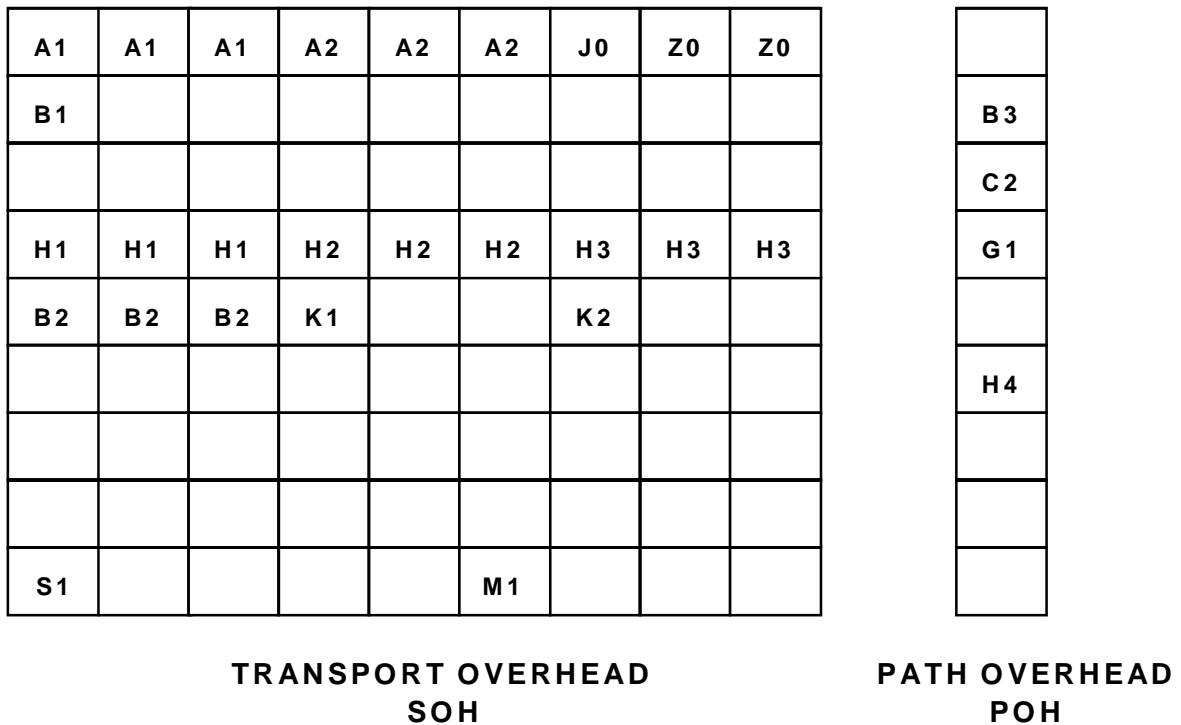 A1 A1 A1 A2 A2 A2 J0 Z0 Z0
B1 B3
C2
H1 H1 H1 H2 H2 H2 H3 H3 H3 G1
B2 B2 B2 K1 K2
H4
S1 M1
TRANSPORT OVERHEAD PATH OVERHEAD
SOH POH